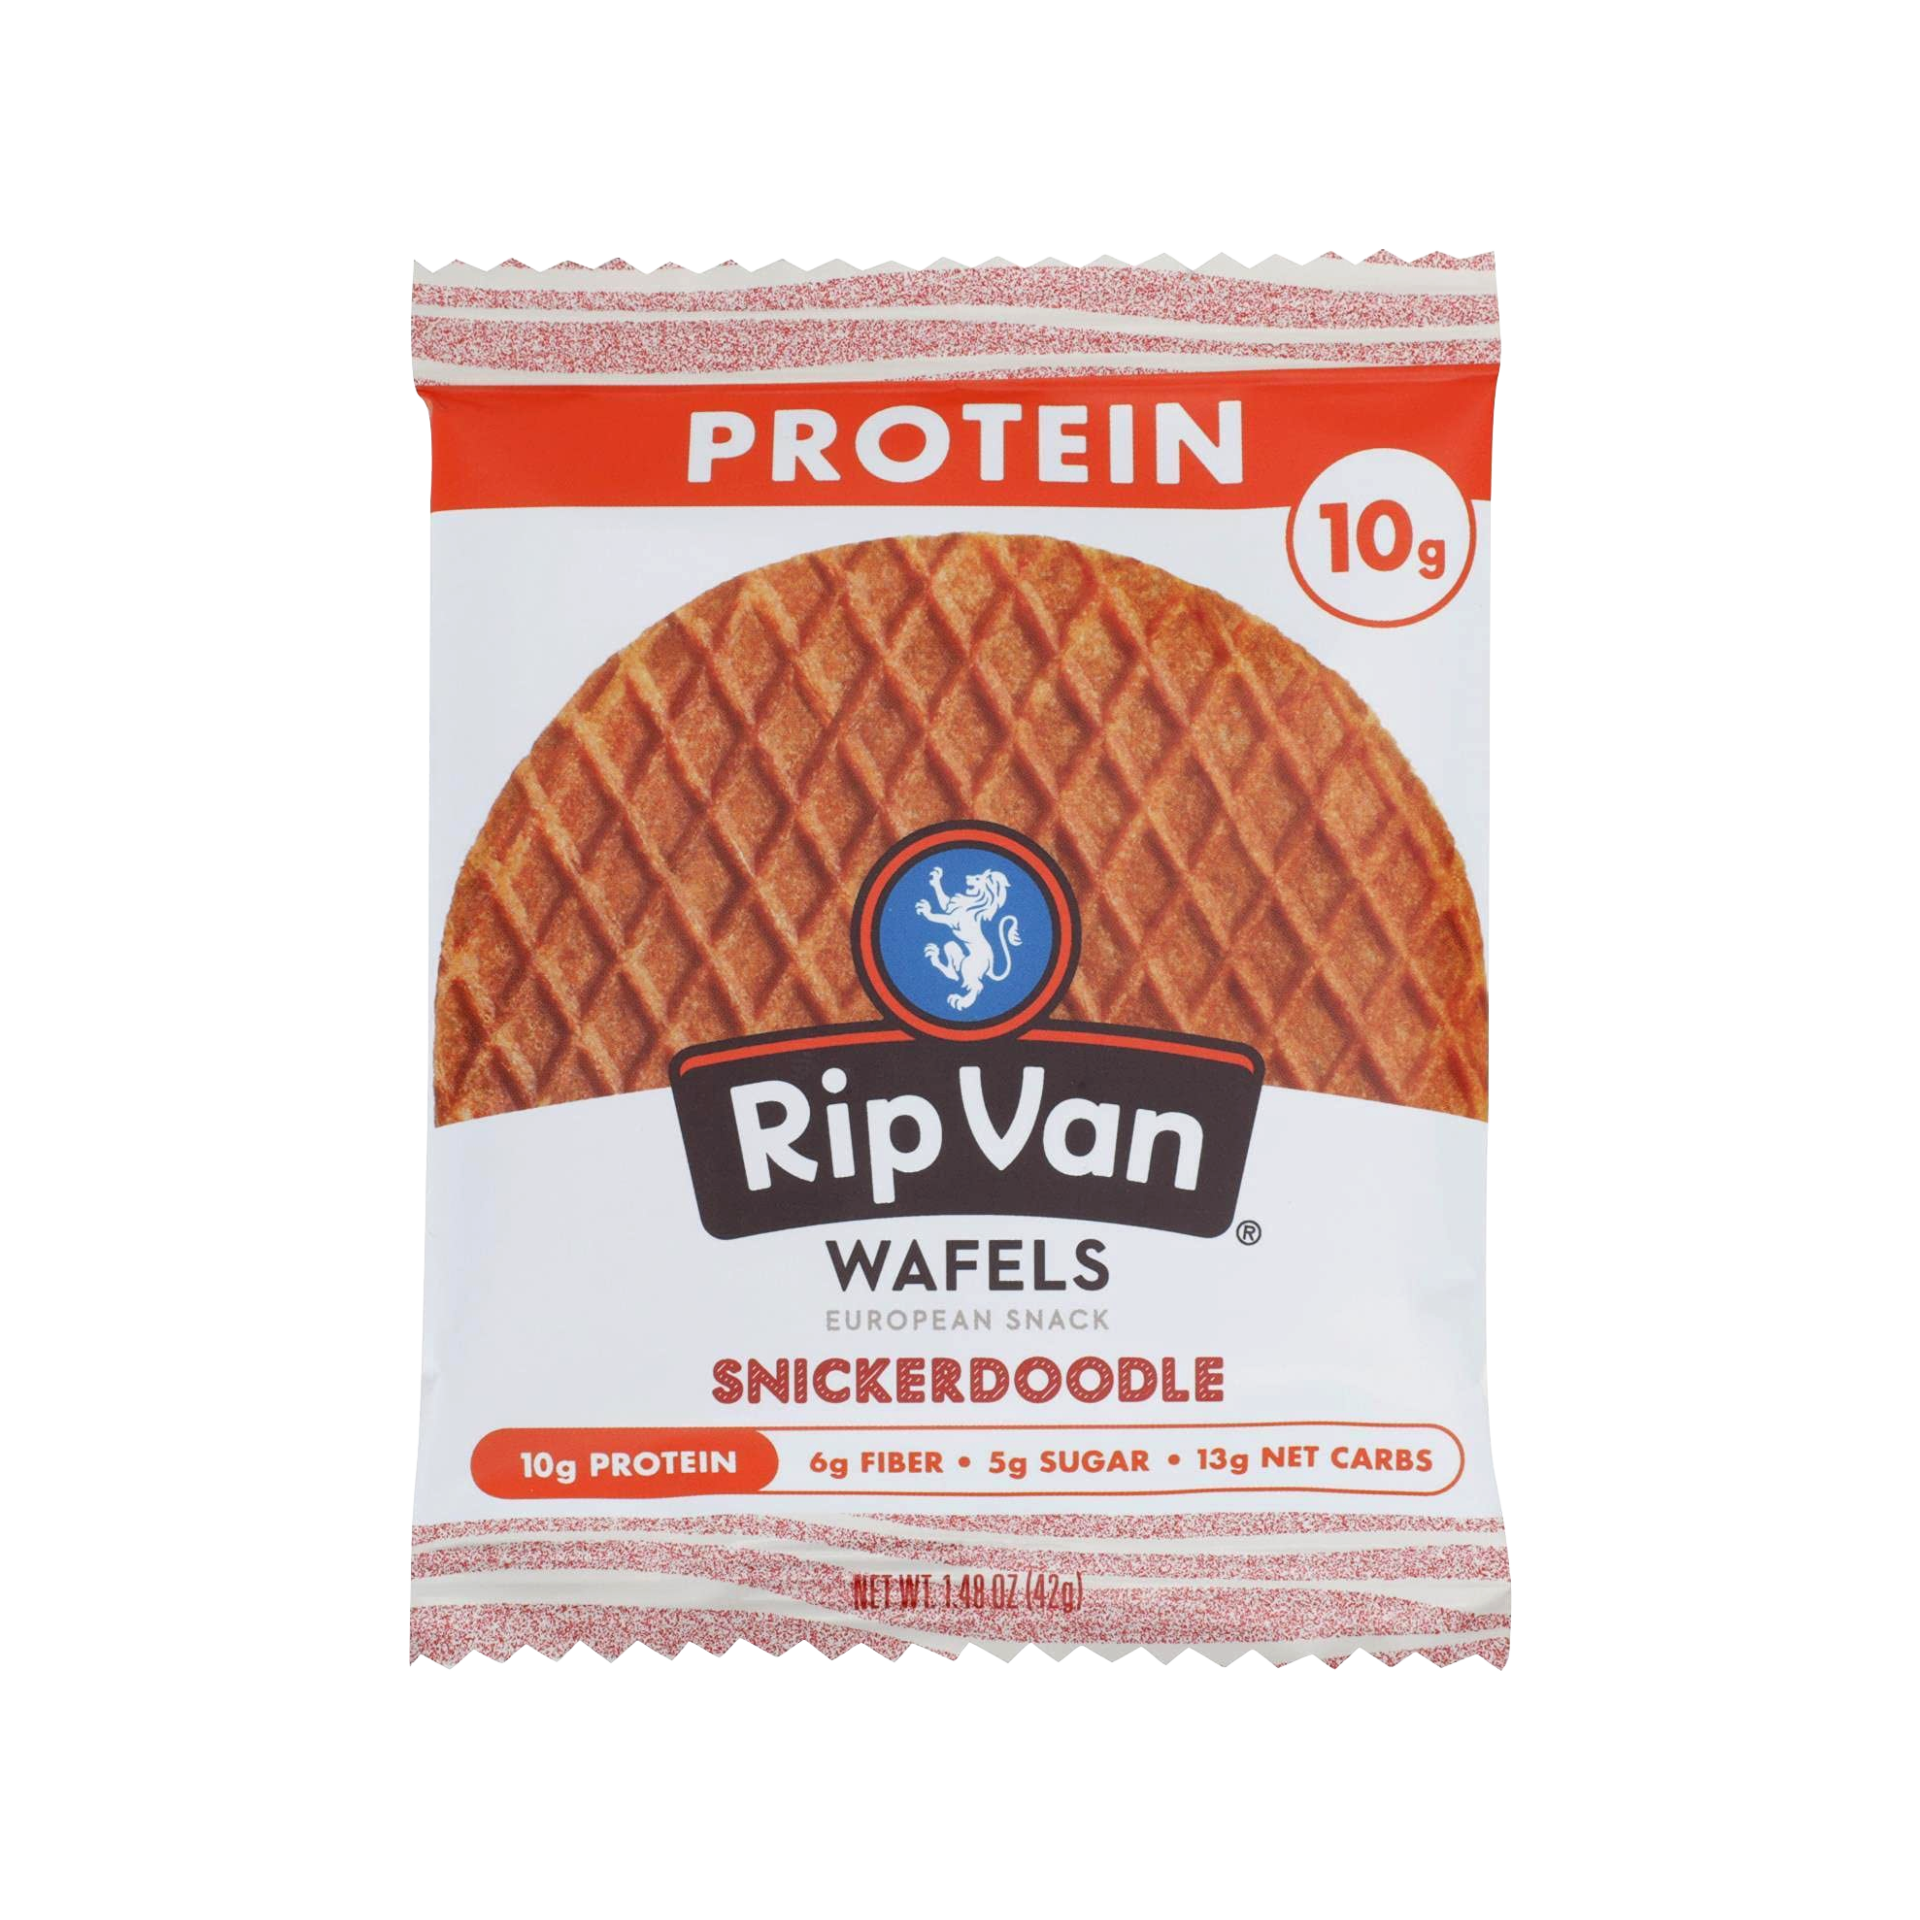 PROTEIN
10g
Rip Van
®
WAFELS
EUROPEAN SNACK
SNICKERDOODLE
10g PROTEIN 6g FIBER • 5g SUGAR • 13g NET CARBS
NET WT. 1.48 OZ (42g)